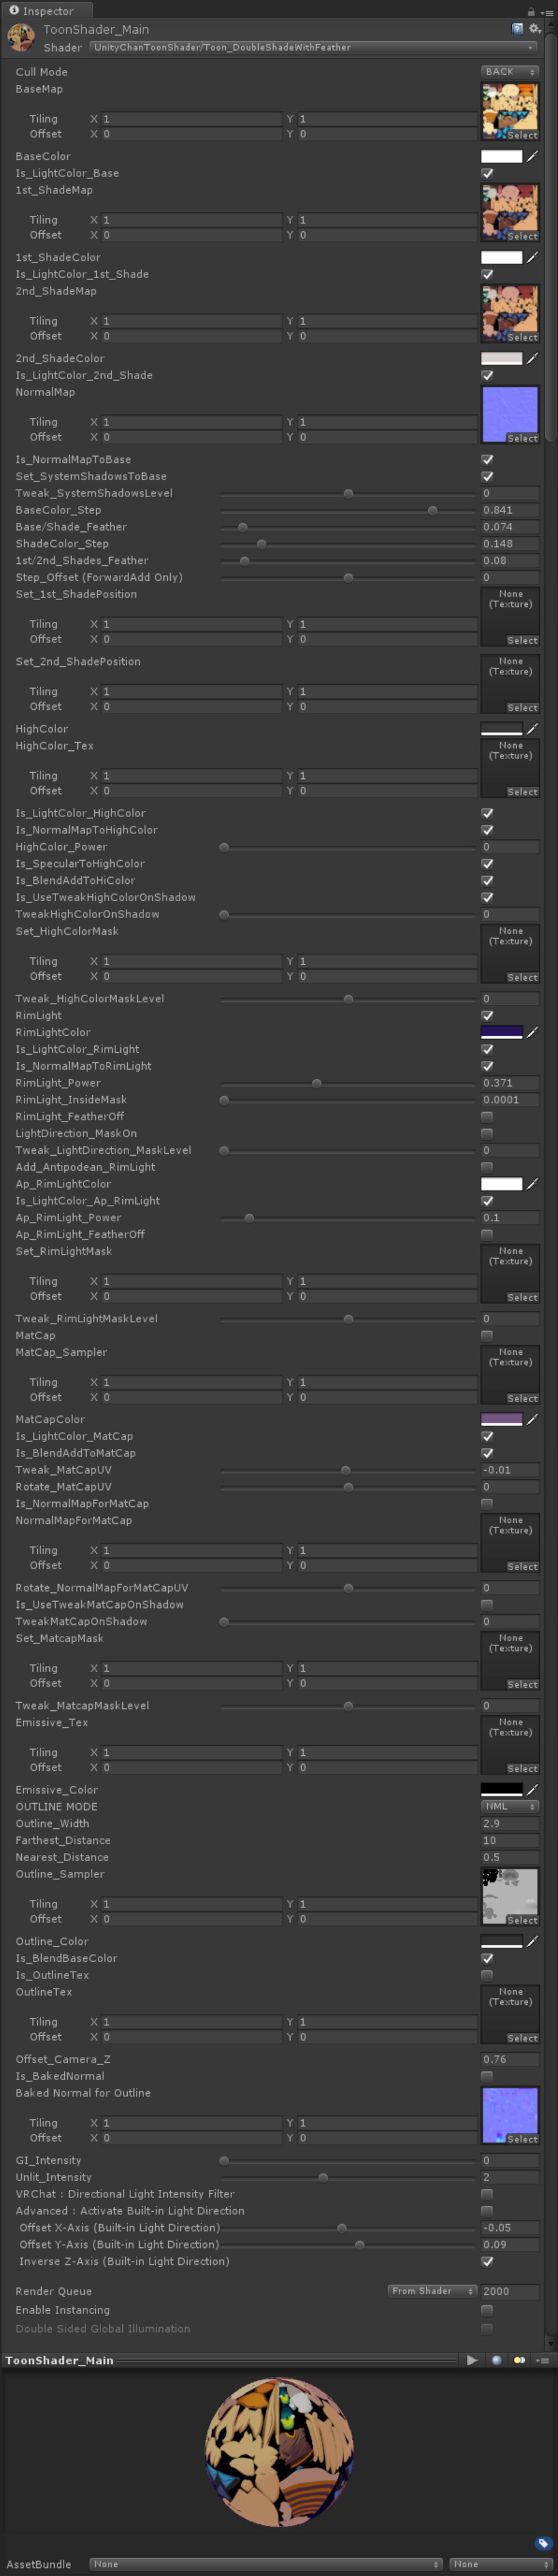 Inspector
ToonShader_Main
Shader UnityChanToonShader/Toon_DoubleShadeWithFeather
Cull Mode BACK
BaseMap
Tiling X 1 Y 1
Offset X 0 Y 0
Select
BaseColor
Is_LightColor_Base
1st_ShadeMap
Tiling X 1 Y 1
Offset X 0 Y 0
Select
1st_ShadeColor
Is_LightColor_1st_Shade
2nd_ShadeMap
Tiling X 1 Y 1
Offset X 0 Y 0
Select
2nd_ShadeColor
Is_LightColor_2nd_Shade
NormalMap
Tiling X 1 Y 1
Offset X 0 Y 0
Select
Is_NormalMapToBase
Set_SystemShadowsToBase
Tweak_SystemShadowsLevel 0
BaseColor_Step 0.841
Base/Shade_Feather 0.074
ShadeColor_Step 0.148
1st/2nd_Shades_Feather 0.08
Step_Offset (ForwardAdd Only) 0
Set_1st_ShadePosition
None (Texture)
Tiling X 1 Y 1
Offset X 0 Y 0
Select
Set_2nd_ShadePosition
None (Texture)
Tiling X 1 Y 1
Offset X 0 Y 0
Select
HighColor
HighColor_Tex
None (Texture)
Tiling X 1 Y 1
Offset X 0 Y 0
Select
Is_LightColor_HighColor
Is_NormalMapToHighColor
HighColor_Power 0
Is_SpecularToHighColor
Is_BlendAddToHiColor
Is_UseTweakHighColorOnShadow
TweakHighColorOnShadow 0
Set_HighColorMask
None (Texture)
Tiling X 1 Y 1
Offset X 0 Y 0
Select
Tweak_HighColorMaskLevel 0
RimLight
RimLightColor
Is_LightColor_RimLight
Is_NormalMapToRimLight
RimLight_Power 0.371
RimLight_InsideMask 0.0001
RimLight_FeatherOff
LightDirection_MaskOn
Tweak_LightDirection_MaskLevel 0
Add_Antipodean_RimLight
Ap_RimLightColor
Is_LightColor_Ap_RimLight
Ap_RimLight_Power 0.1
Ap_RimLight_FeatherOff
Set_RimLightMask
None (Texture)
Tiling X 1 Y 1
Offset X 0 Y 0
Select
Tweak_RimLightMaskLevel 0
MatCap
MatCap_Sampler
None (Texture)
Tiling X 1 Y 1
Offset X 0 Y 0
Select
MatCapColor
Is_LightColor_MatCap
Is_BlendAddToMatCap
Tweak_MatCapUV -0.01
Rotate_MatCapUV 0
Is_NormalMapForMatCap
NormalMapForMatCap
None (Texture)
Tiling X 1 Y 1
Offset X 0 Y 0
Select
Rotate_NormalMapForMatCapUV 0
Is_UseTweakMatCapOnShadow
TweakMatCapOnShadow 0
Set_MatcapMask
None (Texture)
Tiling X 1 Y 1
Offset X 0 Y 0
Select
Tweak_MatcapMaskLevel 0
Emissive_Tex
None (Texture)
Tiling X 1 Y 1
Offset X 0 Y 0
Select
Emissive_Color
OUTLINE MODE NML
Outline_Width 2.9
Farthest_Distance 10
Nearest_Distance 0.5
Outline_Sampler
Tiling X 1 Y 1
Offset X 0 Y 0
Select
Outline_Color
Is_BlendBaseColor
Is_OutlineTex
OutlineTex
None (Texture)
Tiling X 1 Y 1
Offset X 0 Y 0
Select
Offset_Camera_Z 0.76
Is_BakedNormal
Baked Normal for Outline
Tiling X 1 Y 1
Offset X 0 Y 0
Select
GI_Intensity 0
Unlit_Intensity 2
VRChat : Directional Light Intensity Filter
Advanced : Activate Built-in Light Direction
Offset X-Axis (Built-in Light Direction) -0.05
Offset Y-Axis (Built-in Light Direction) 0.09
Inverse Z-Axis (Built-in Light Direction)
Render Queue From Shader 2000
Enable Instancing
Double Sided Global Illumination
ToonShader_Main
AssetBundle None None